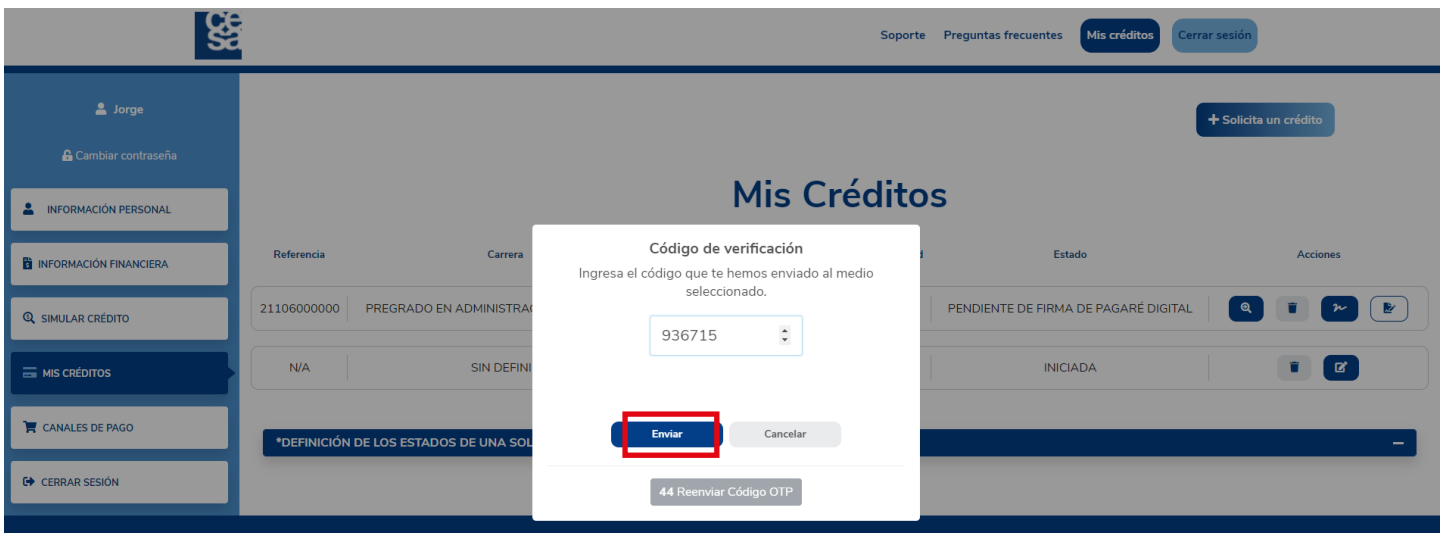 ce
sa
Soporte Preguntas frecuentes Mis créditos Cerrar sesión
Jorge
Cambiar contraseña
+ Solicita un crédito
INFORMACIÓN PERSONAL
INFORMACIÓN FINANCIERA
SIMULAR CRÉDITO
MIS CRÉDITOS
CANALES DE PAGO
CERRAR SESIÓN
Mis Créditos
Referencia Carrera Estado Acciones
21106000000 PREGRADO EN ADMINISTRA PENDIENTE DE FIRMA DE PAGARÉ DIGITAL
N/A SIN DEFINI INICIADA
*DEFINICIÓN DE LOS ESTADOS DE UNA SOL
Código de verificación
Ingresa el código que te hemos enviado al medio
seleccionado.
936715
Enviar Cancelar
44 Reenviar Código OTP